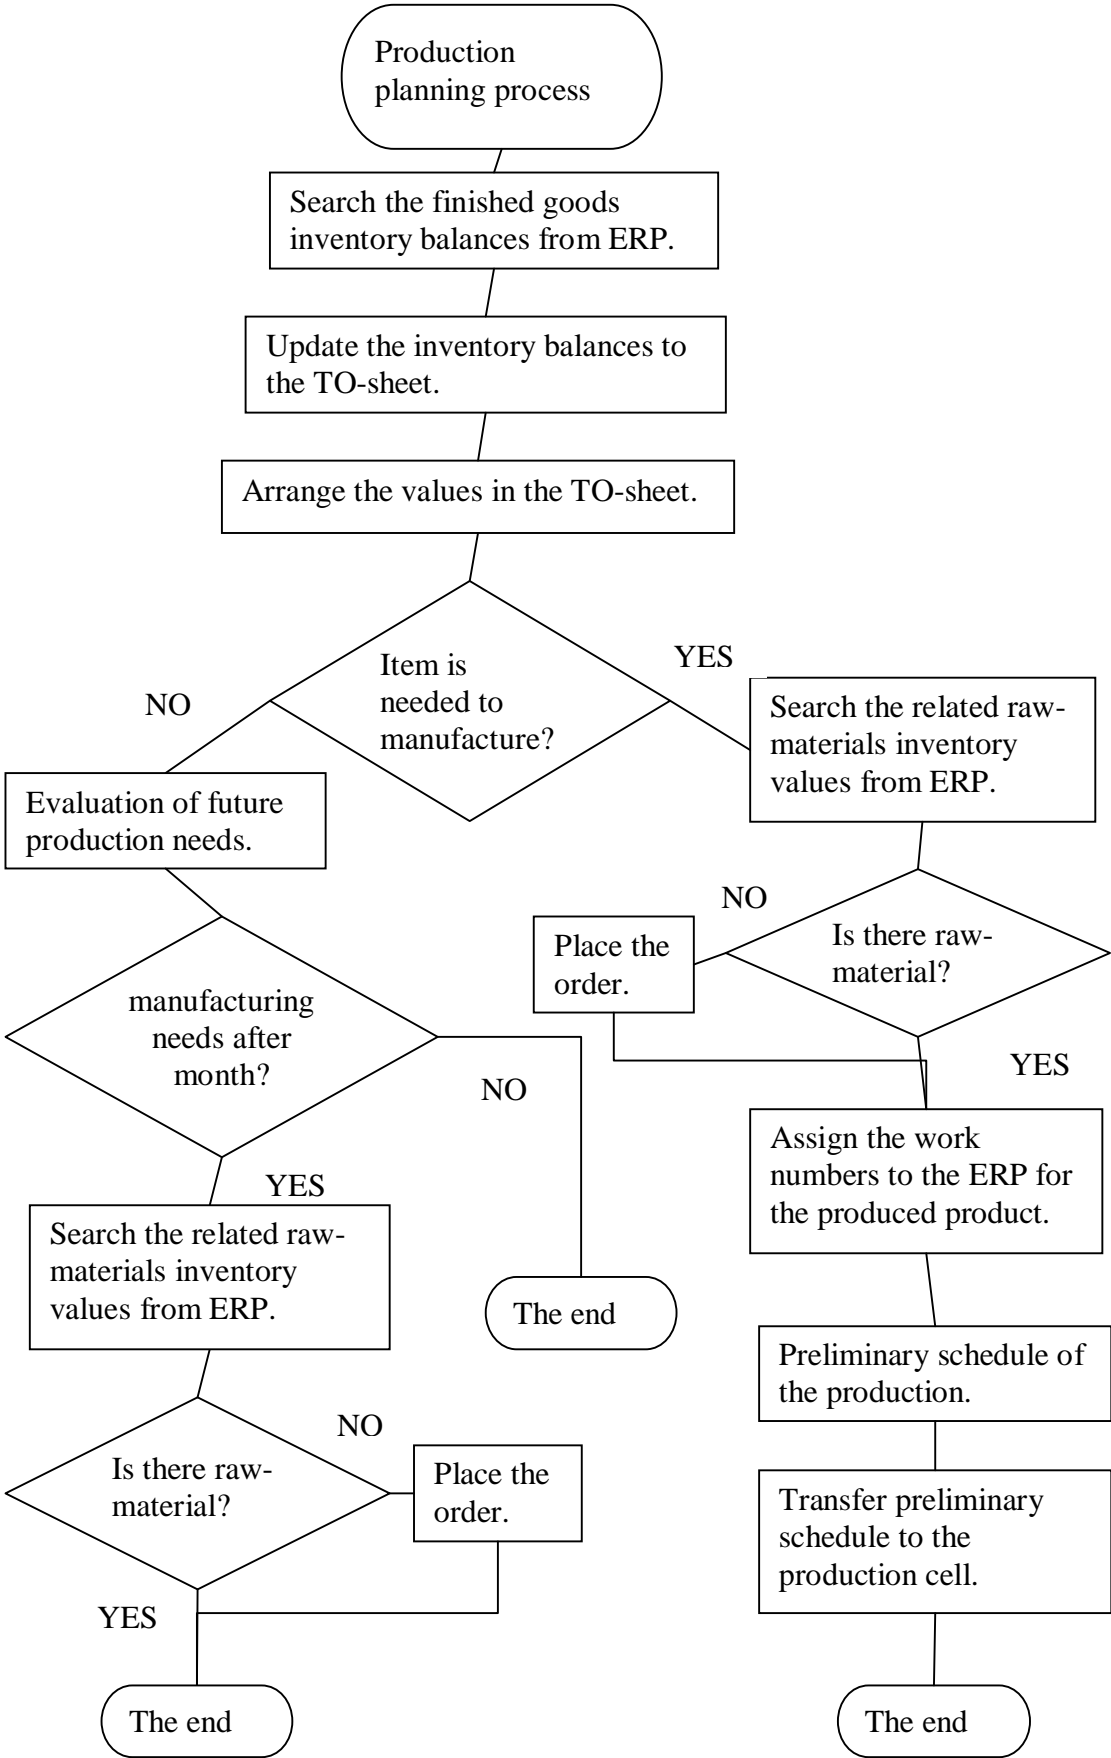 Production
planning process
Search the finished goods
inventory balances from ERP.
Update the inventory balances to
the TO-sheet.
Arrange the values in the TO-sheet.
Item is
needed to
manufacture?
YES
NO
Search the related raw-
materials inventory
values from ERP.
Evaluation of future
production needs.
NO
Is there raw-
material?
Place the
order.
manufacturing
needs after
month?
YES
NO
Assign the work
numbers to the ERP for
the produced product.
YES
Search the related raw-
materials inventory
values from ERP.
The end
Preliminary schedule of
the production.
NO
Is there raw-
material?
Place the
order.
Transfer preliminary
schedule to the
production cell.
YES
The end
The end